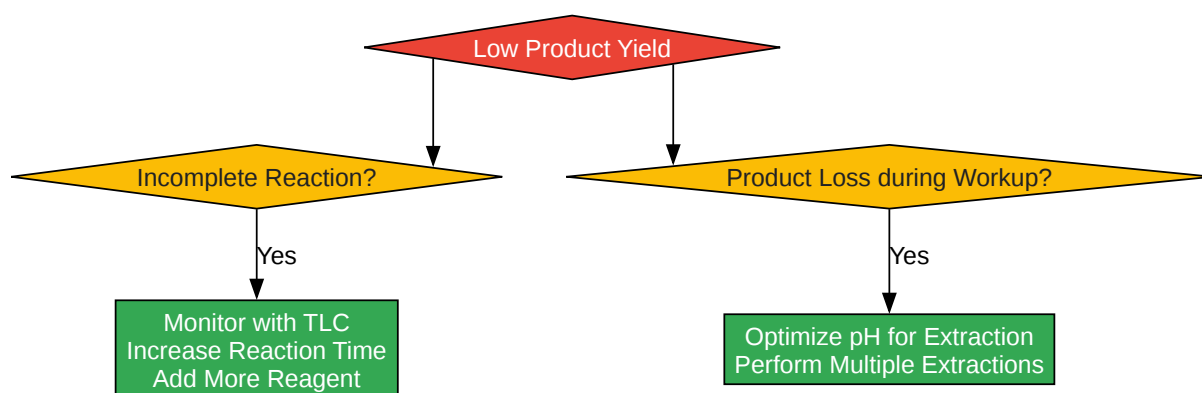 Low Product Yield
Incomplete Reaction?
Product Loss during Workup?
Yes
Yes
Monitor with TLC
Increase Reaction Time
Add More Reagent
Optimize pH for Extraction
Perform Multiple Extractions